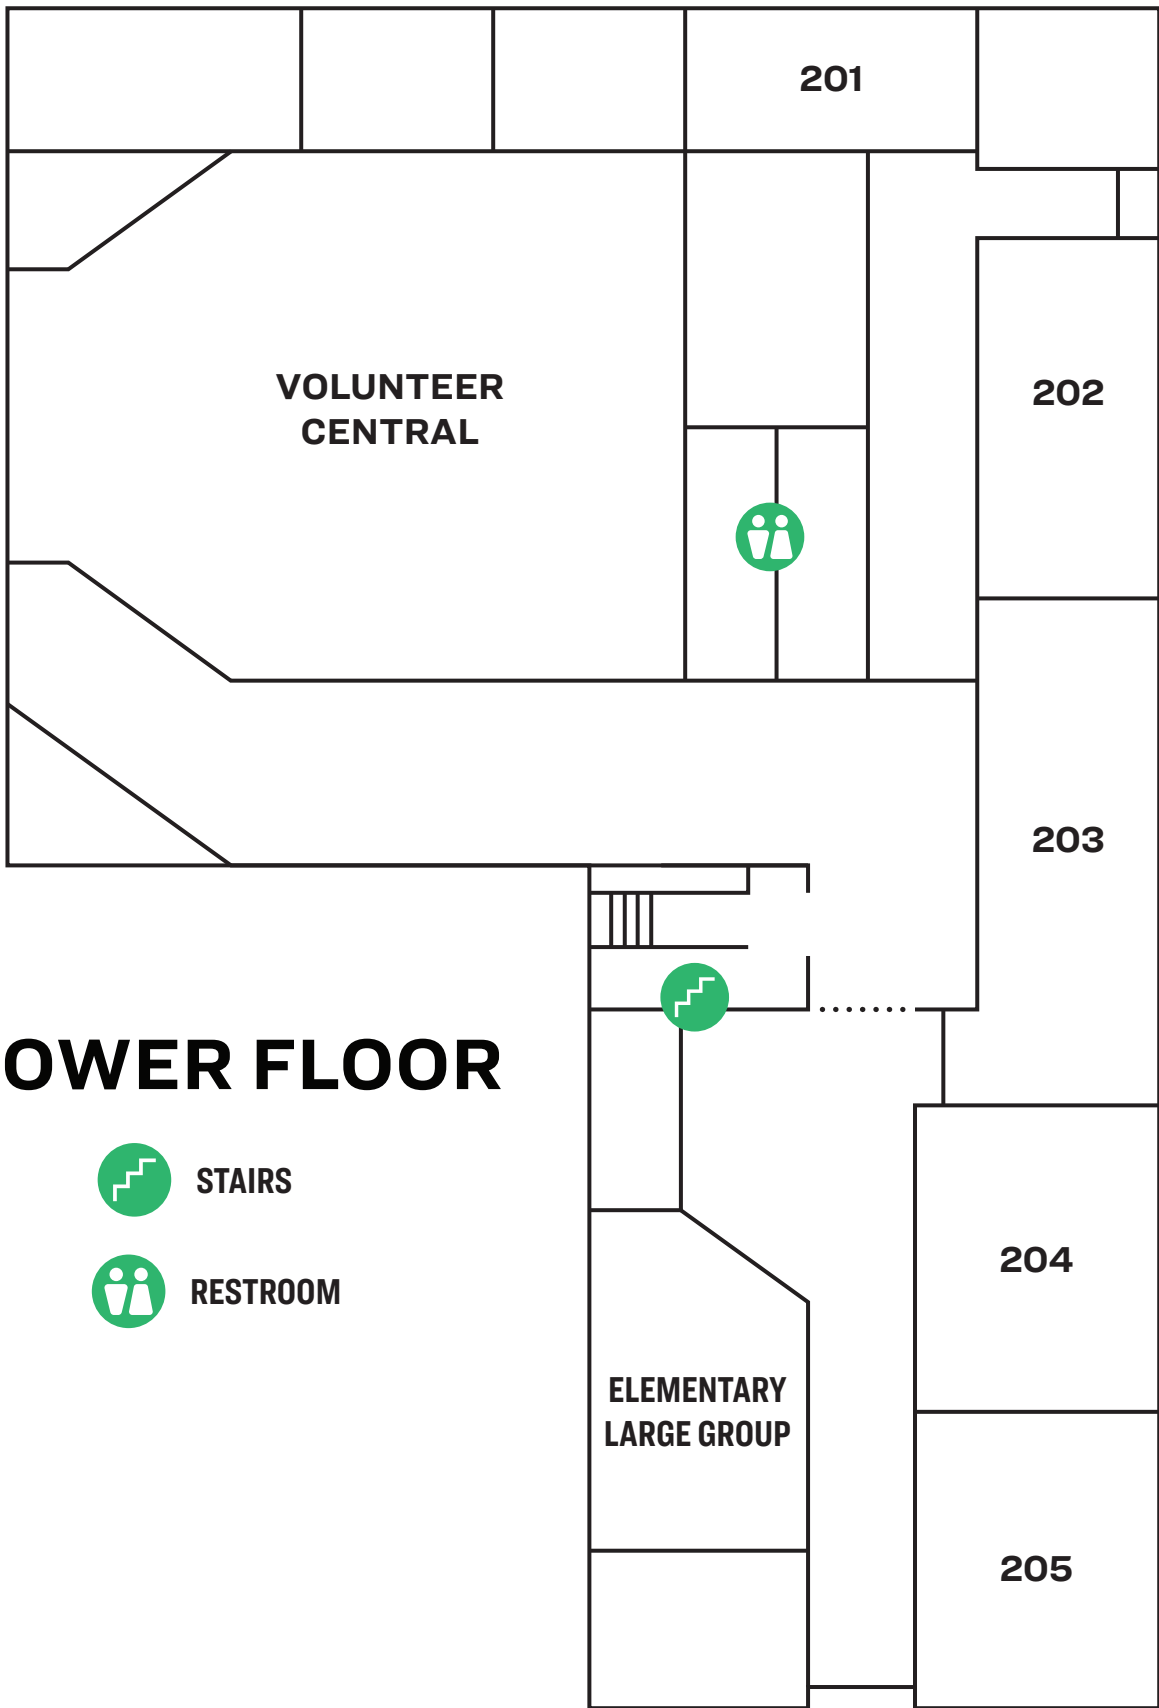 201
VOLUNTEER
CENTRAL
202
203
OWER FLOOR
STAIRS
RESTROOM
204
ELEMENTARY
LARGE GROUP
205